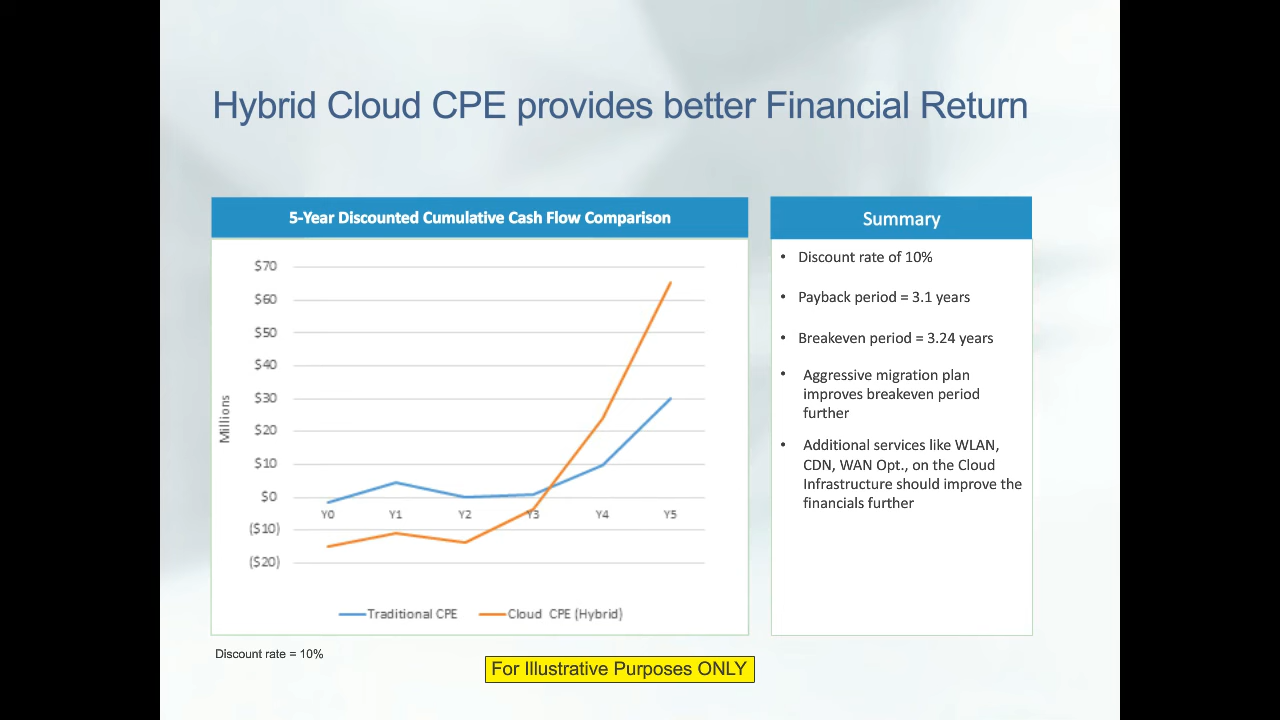 Hybrid Cloud CPE provides better Financial Return
5-Year Discounted Cumulative Cash Flow Comparison
$70
$60
$50
$40
$30
$20
$10
$0
($10)
($20)
Millions
Y0 Y1 Y2 Y3 Y4 Y5
Traditional CPE Cloud CPE (Hybrid)
Summary
• Discount rate of 10%
• Payback period = 3.1 years
• Breakeven period = 3.24 years
• Aggressive migration plan
improves breakeven period
further
• Additional services like WLAN,
CDN, WAN Opt., on the Cloud
Infrastructure should improve the
financials further
Discount rate = 10%
For Illustrative Purposes ONLY